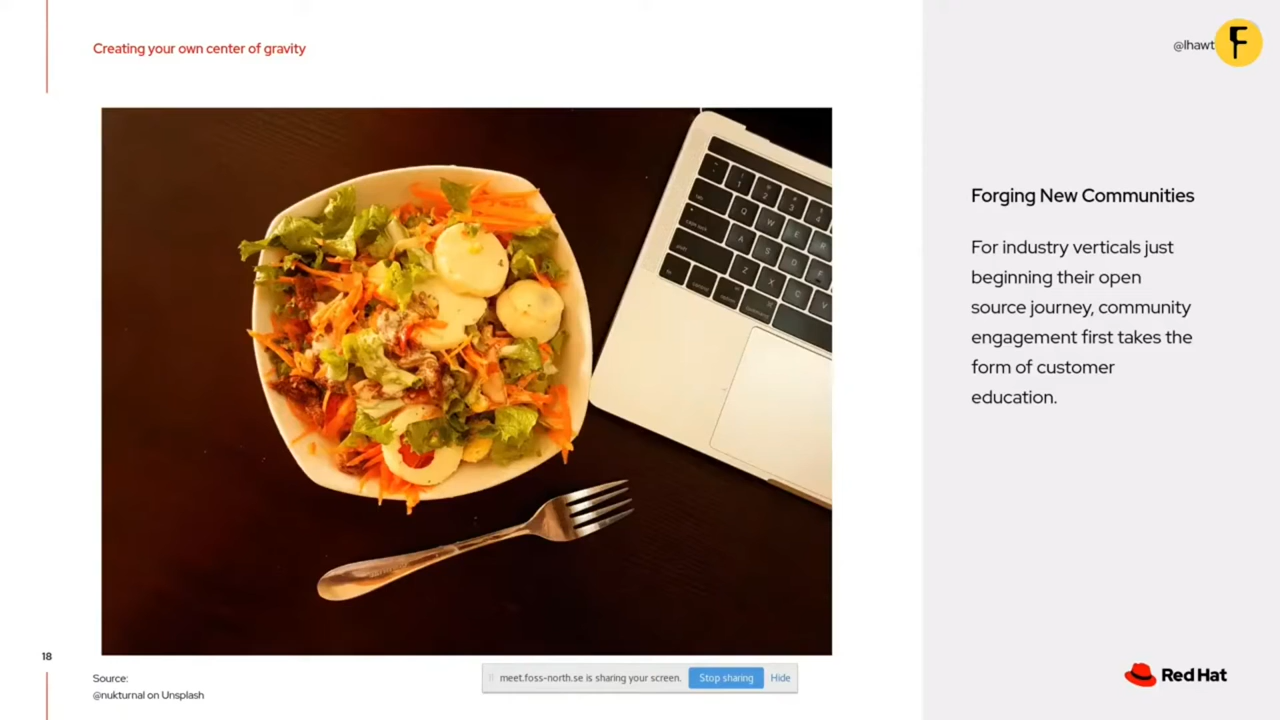 Creating your own center of gravity
@lhawt
F
Forging New Communities
For industry verticals just
beginning their open
source journey, community
engagement first takes the
form of customer
education.
18
Source:
@nukturnal on Unsplash
meet.foss-north.se is sharing your screen. Stop sharing Hide
Red Hat